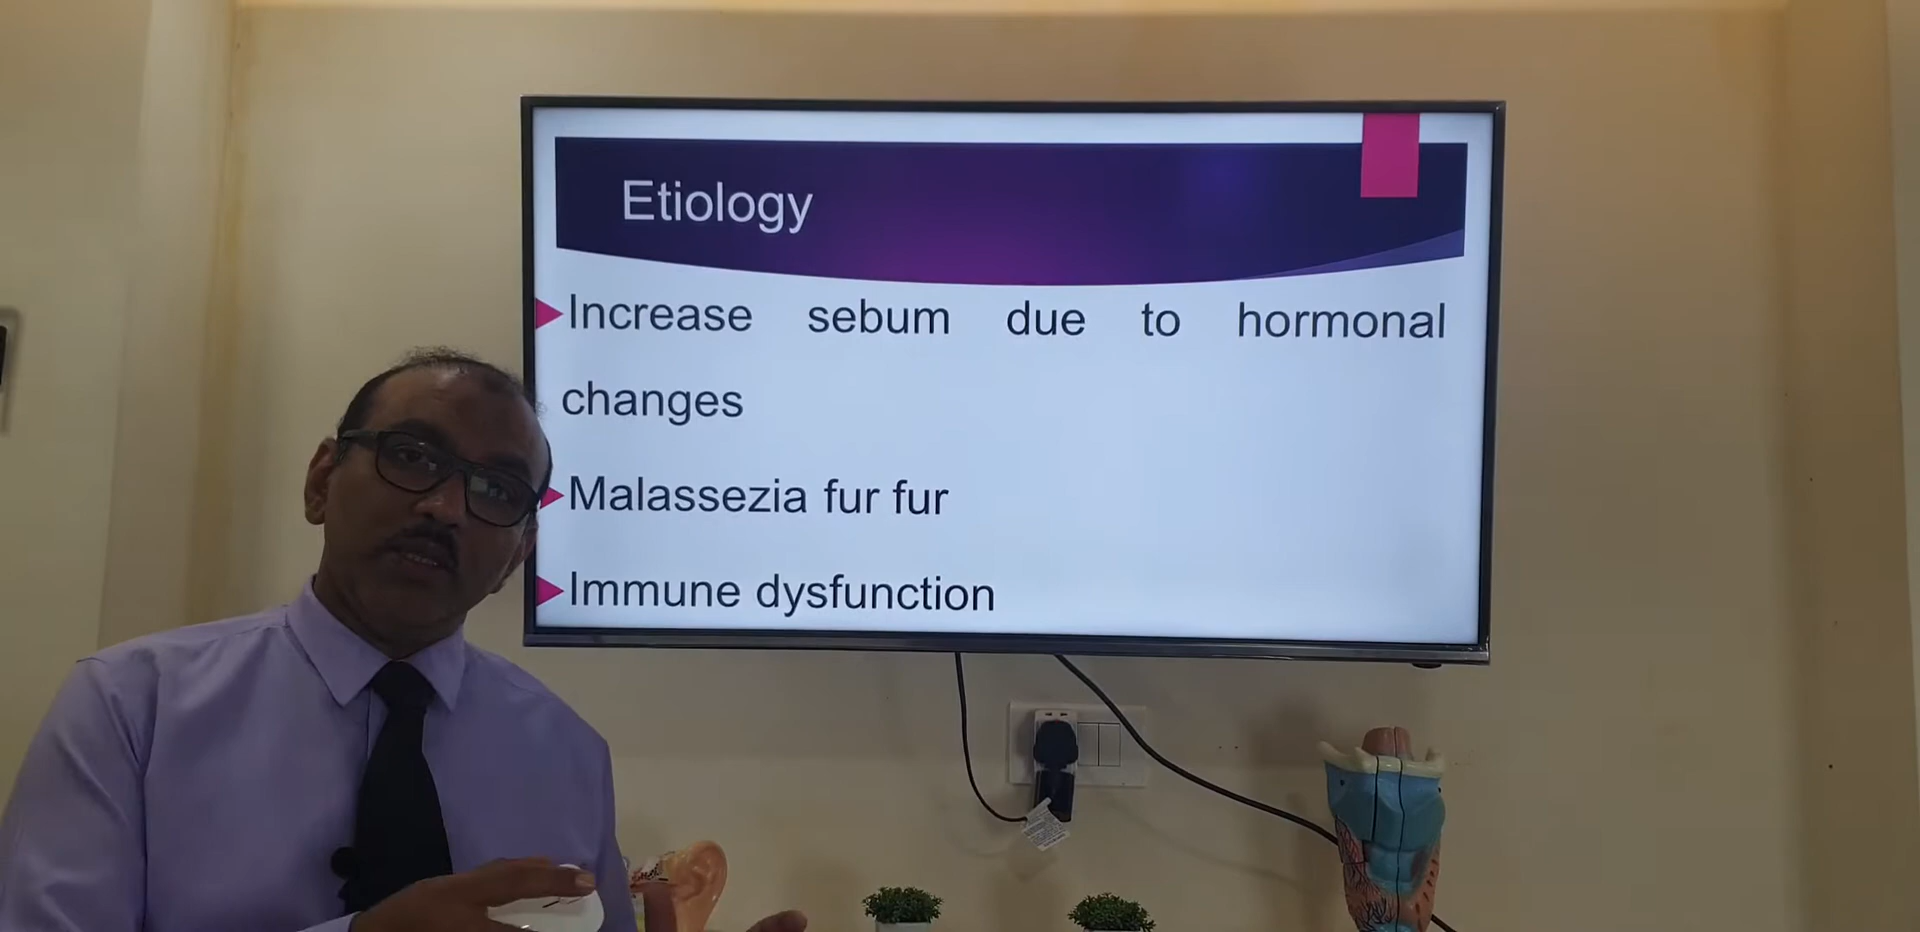 Etiology
Increase sebum due to hormonal
changes
Malassezia fur fur
Immune dysfunction